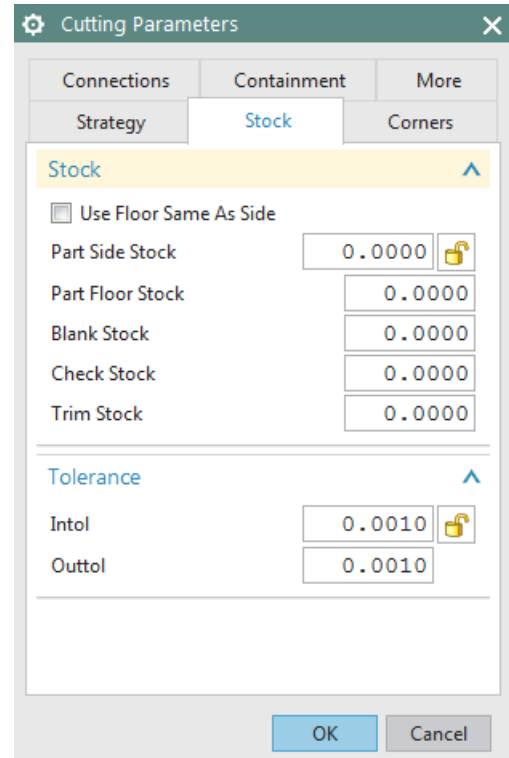 Cutting Parameters
Connections Containment More
Strategy Stock Corners
Stock
Use Floor Same As Side
Part Side Stock 0.0000
Part Floor Stock 0.0000
Blank Stock 0.0000
Check Stock 0.0000
Trim Stock 0.0000
Tolerance
Intol 0.0010
Outtol 0.0010
OK Cancel